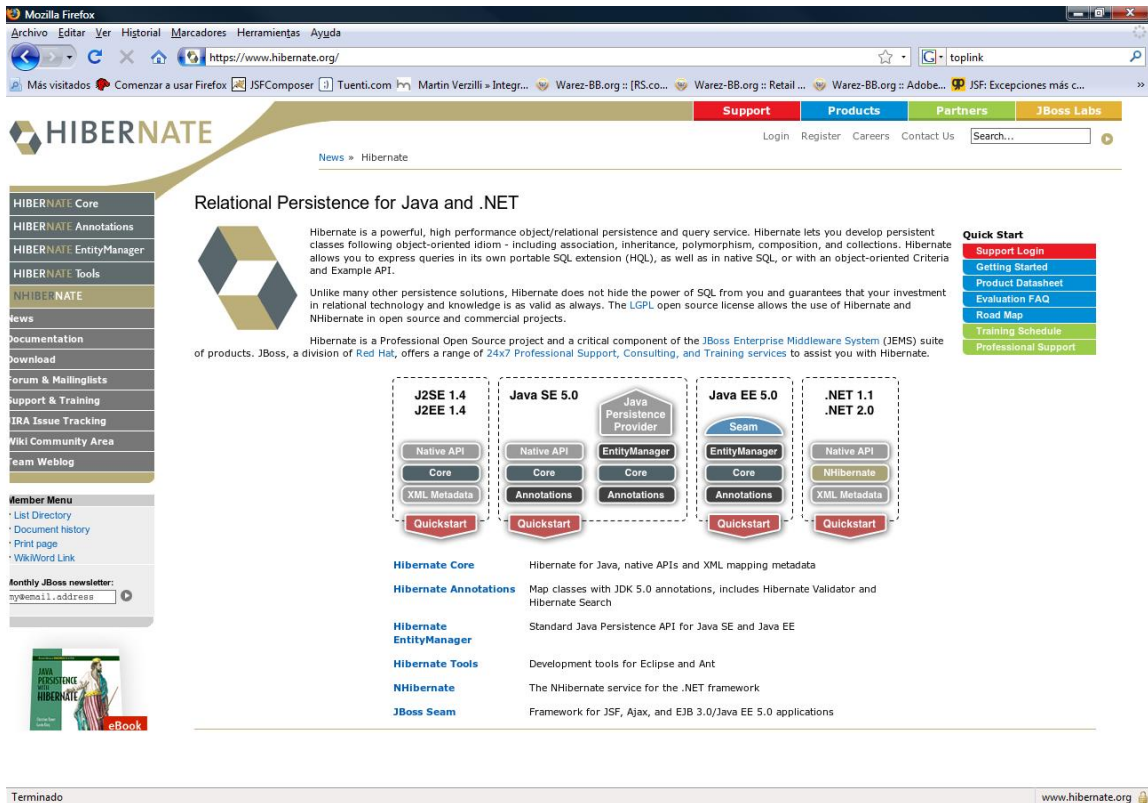 Mozilla Firefox
Archivo Editar Ver Historial Marcadores Herramientas Ayuda
https://www.hibernate.org/
toplink
Más visitados Comenzar a usar Firefox JSFComposer Tuenti.com Martin Verzilli » Integr... Warez-BB.org :: [RS.co... Warez-BB.org :: Retail ... Warez-BB.org :: Adobe... JSF: Excepciones más c... »
Support Products Partners JBoss Labs
HIBERNATE
Login Register Careers Contact Us Search...
News » Hibernate
HIBERNATE Core
HIBERNATE Annotations
HIBERNATE EntityManager
HIBERNATE Tools
NHIBERNATE
News
Documentation
Download
Forum & Mailinglists
Support & Training
JIRA Issue Tracking
Wiki Community Area
Team Weblog
Member Menu
List Directory
Document history
Print page
WikiWord Link
Monthly JBoss newsletter:
my@email.address
JAVA
PERSISTENCE
WITH
HIBERNATE
eBook
Relational Persistence for Java and .NET
Hibernate is a powerful, high performance object/relational persistence and query service. Hibernate lets you develop persistent
classes following object-oriented idiom - including association, inheritance, polymorphism, composition, and collections. Hibernate
allows you to express queries in its own portable SQL extension (HQL), as well as in native SQL, or with an object-oriented Criteria
and Example API.
Unlike many other persistence solutions, Hibernate does not hide the power of SQL from you and guarantees that your investment
in relational technology and knowledge is as valid as always. The LGPL open source license allows the use of Hibernate and
NHibernate in open source and commercial projects.
Hibernate is a Professional Open Source project and a critical component of the JBoss Enterprise Middleware System (JEMS) suite
of products. JBoss, a division of Red Hat, offers a range of 24x7 Professional Support, Consulting, and Training services to assist you with Hibernate.
Quick Start
Support Login
Getting Started
Product Datasheet
Evaluation FAQ
Road Map
Training Schedule
Professional Support
J2SE 1.4
J2EE 1.4
Native API
Core
XML Metadata
Quickstart
Java SE 5.0
Native API
Core
Annotations
Quickstart
Java
Persistence
Provider
EntityManager
Core
Annotations
Java EE 5.0
Seam
EntityManager
Core
Annotations
Quickstart
.NET 1.1
.NET 2.0
Native API
NHibernate
XML Metadata
Quickstart
Hibernate Core Hibernate for Java, native APIs and XML mapping metadata
Hibernate Annotations Map classes with JDK 5.0 annotations, includes Hibernate Validator and
Hibernate Search
Hibernate Standard Java Persistence API for Java SE and Java EE
EntityManager
Hibernate Tools Development tools for Eclipse and Ant
NHibernate The NHibernate service for the .NET framework
JBoss Seam Framework for JSF, Ajax, and EJB 3.0/Java EE 5.0 applications
Terminado www.hibernate.org